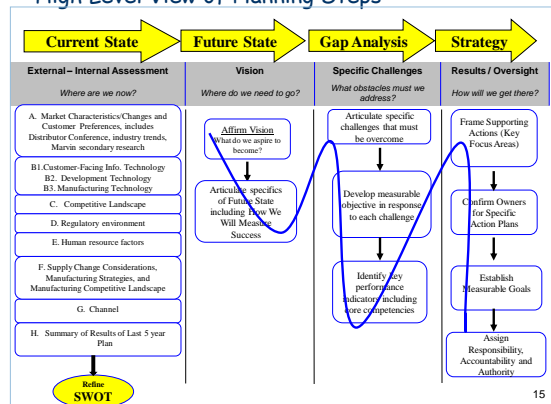 High Level View of Planning Steps
Current State
Future State
Gap Analysis
Strategy
External – Internal Assessment
Vision
Specific Challenges
Results / Oversight
Where are we now?
Where do we need to go?
What obstacles must we
address?
How will we get there?
A. Market Characteristics/Changes and
Customer Preferences, includes
Distributor Conference, industry trends,
Marvin secondary research
B1.Customer-Facing Info. Technology
B2. Development Technology
B3. Manufacturing Technology
C. Competitive Landscape
D. Regulatory environment
E. Human resource factors
F. Supply Change Considerations,
Manufacturing Strategies, and
Manufacturing Competitive Landscape
G. Channel
H. Summary of Results of Last 5 year
Plan
Refine
SWOT
Affirm Vision
What do we aspire to
become?
Articulate specifics
of Future State
including How We
Will Measure
Success
Articulate specific
challenges that must
be overcome
Develop measurable
objective in response
to each challenge
Identify key
performance
indicators including
core competencies
Frame Supporting
Actions (Key
Focus Areas)
Confirm Owners
for Specific
Action Plans
Establish
Measurable Goals
Assign
Responsibility,
Accountability and
Authority
15